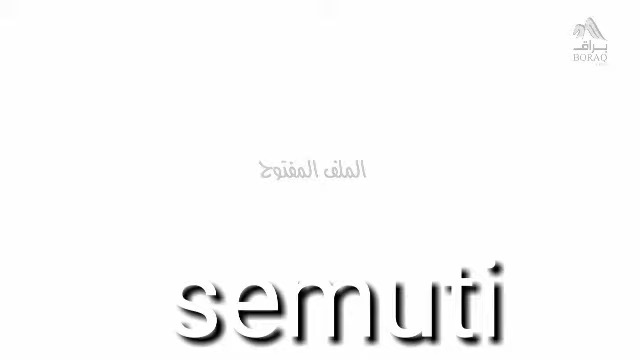 براق
BORAQ
الملف المفتوح
semuti